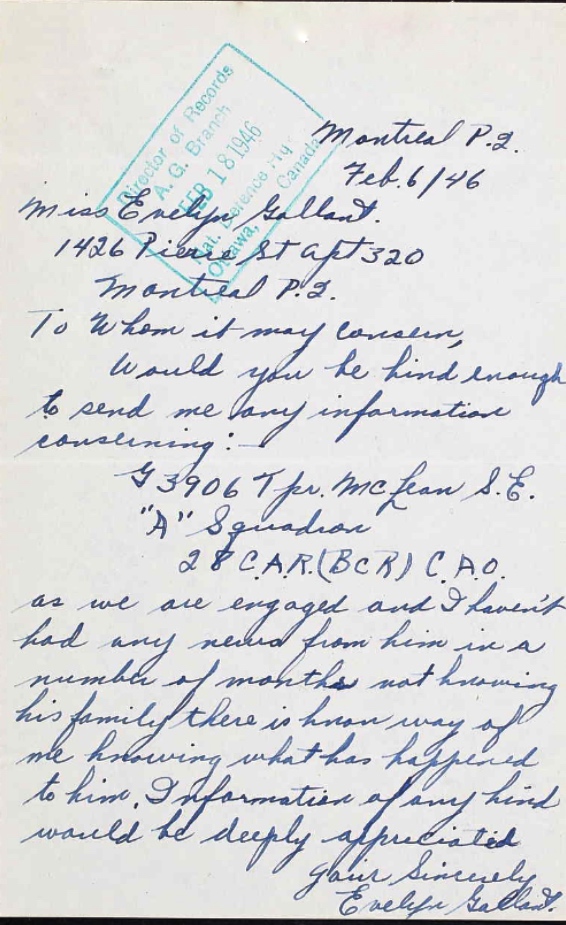 Director of Records
A. G. Branch
FEB 18 1946
Nat. Defence Hq
Ottawa, Canada
Montreal P.Q.
Feb. 6/46
Miss Evelyn Gallant.
1426 Pierre St Apt 320
Montreal P.Q.
To Whom it may consern,
Would you be kind enough
to send me any information
conserning:—
G3906 Tpr. McLean S.E.
"A" Squadron
28 C.A.R. (BCR) C.A.O.
as we are engaged and I haven't
had any news from him in a
number of months not knowing
his family there is know way of
me knowing what has happened
to him. Information of any kind
would be deeply appreciated
Your Sincerely
Evelyn Gallant.